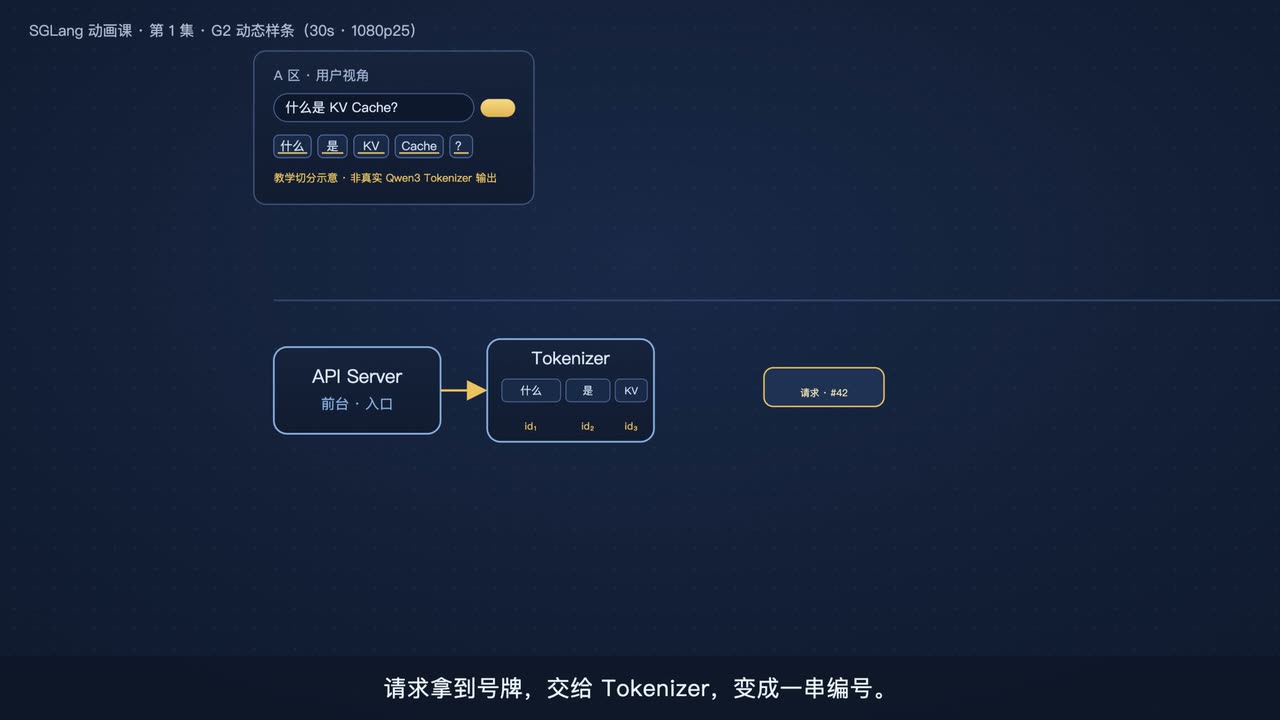 SGLang 动画课 · 第 1 集 · G2 动态样条（30s · 1080p25）
A 区 · 用户视角
什么是 KV Cache?
什么 是 KV Cache ?
教学切分示意 · 非真实 Qwen3 Tokenizer 输出
API Server
前台 · 入口
Tokenizer
什么 是 KV
id₁ id₂ id₃
请求 · #42
请求拿到号牌，交给 Tokenizer，变成一串编号。